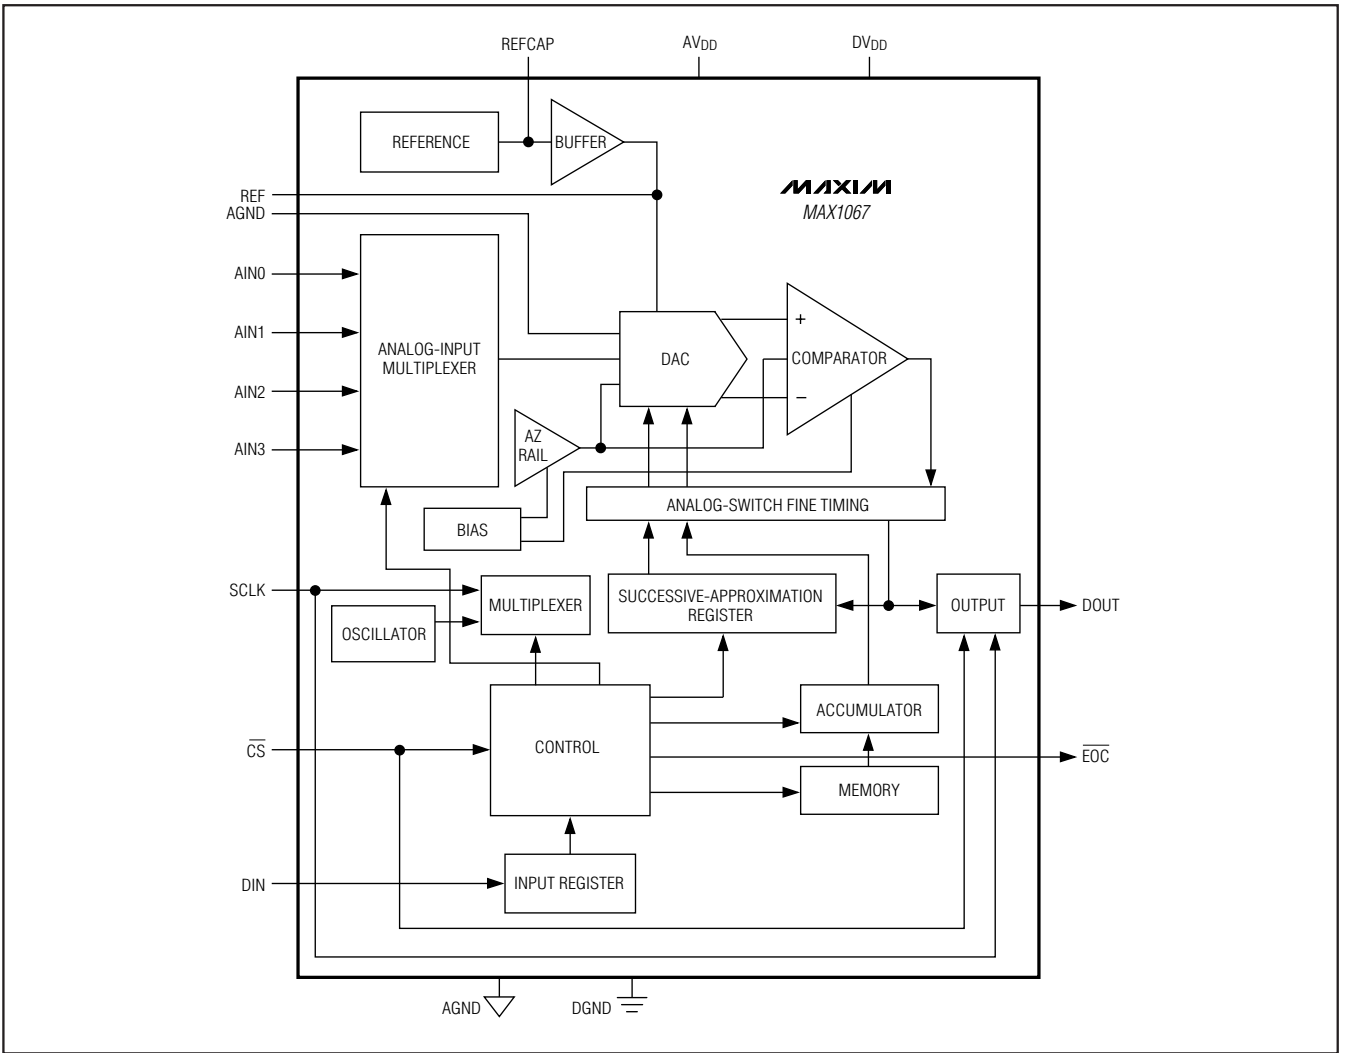 REFCAP
AVDD
DVDD
REFERENCE
BUFFER
REF
AGND
MAXIM
MAX1067
AIN0
AIN1
AIN2
AIN3
ANALOG-INPUT
MULTIPLEXER
DAC
+
COMPARATOR
−
AZ
RAIL
ANALOG-SWITCH FINE TIMING
BIAS
SCLK
MULTIPLEXER
OSCILLATOR
SUCCESSIVE-APPROXIMATION
REGISTER
OUTPUT
DOUT
ACCUMULATOR
CS
CONTROL
EOC
MEMORY
DIN
INPUT REGISTER
AGND
DGND